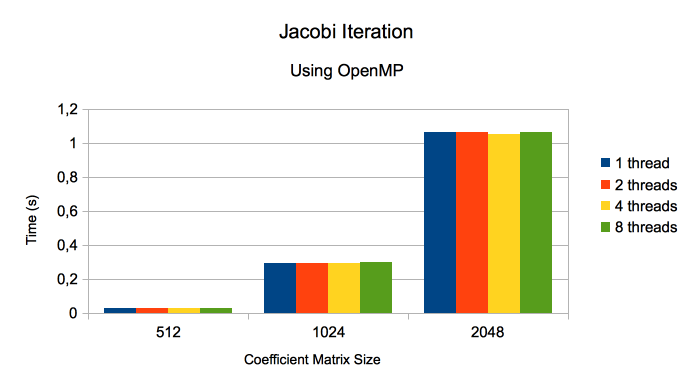 Jacobi Iteration
Using OpenMP
1,2
1
0,8
0,6
0,4
0,2
0
Time (s)
512
1024
2048
Coefficient Matrix Size
1 thread
2 threads
4 threads
8 threads